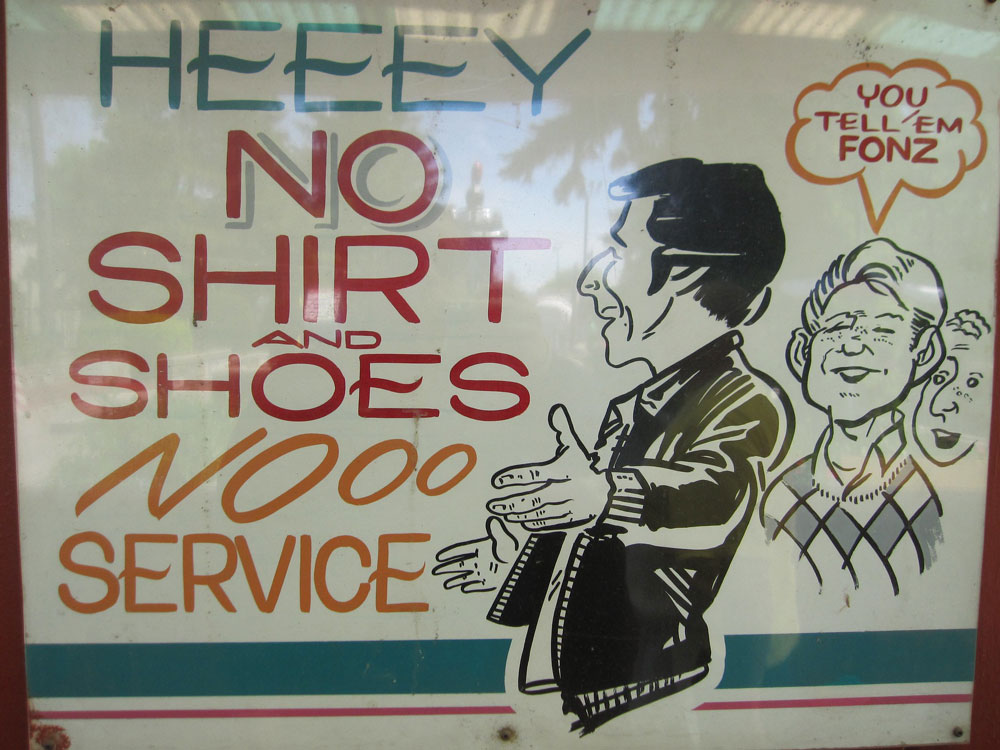 HEEEY
NO
SHIRT
AND
SHOES
NOOO
SERVICE
YOU
TELL 'EM
FONZ